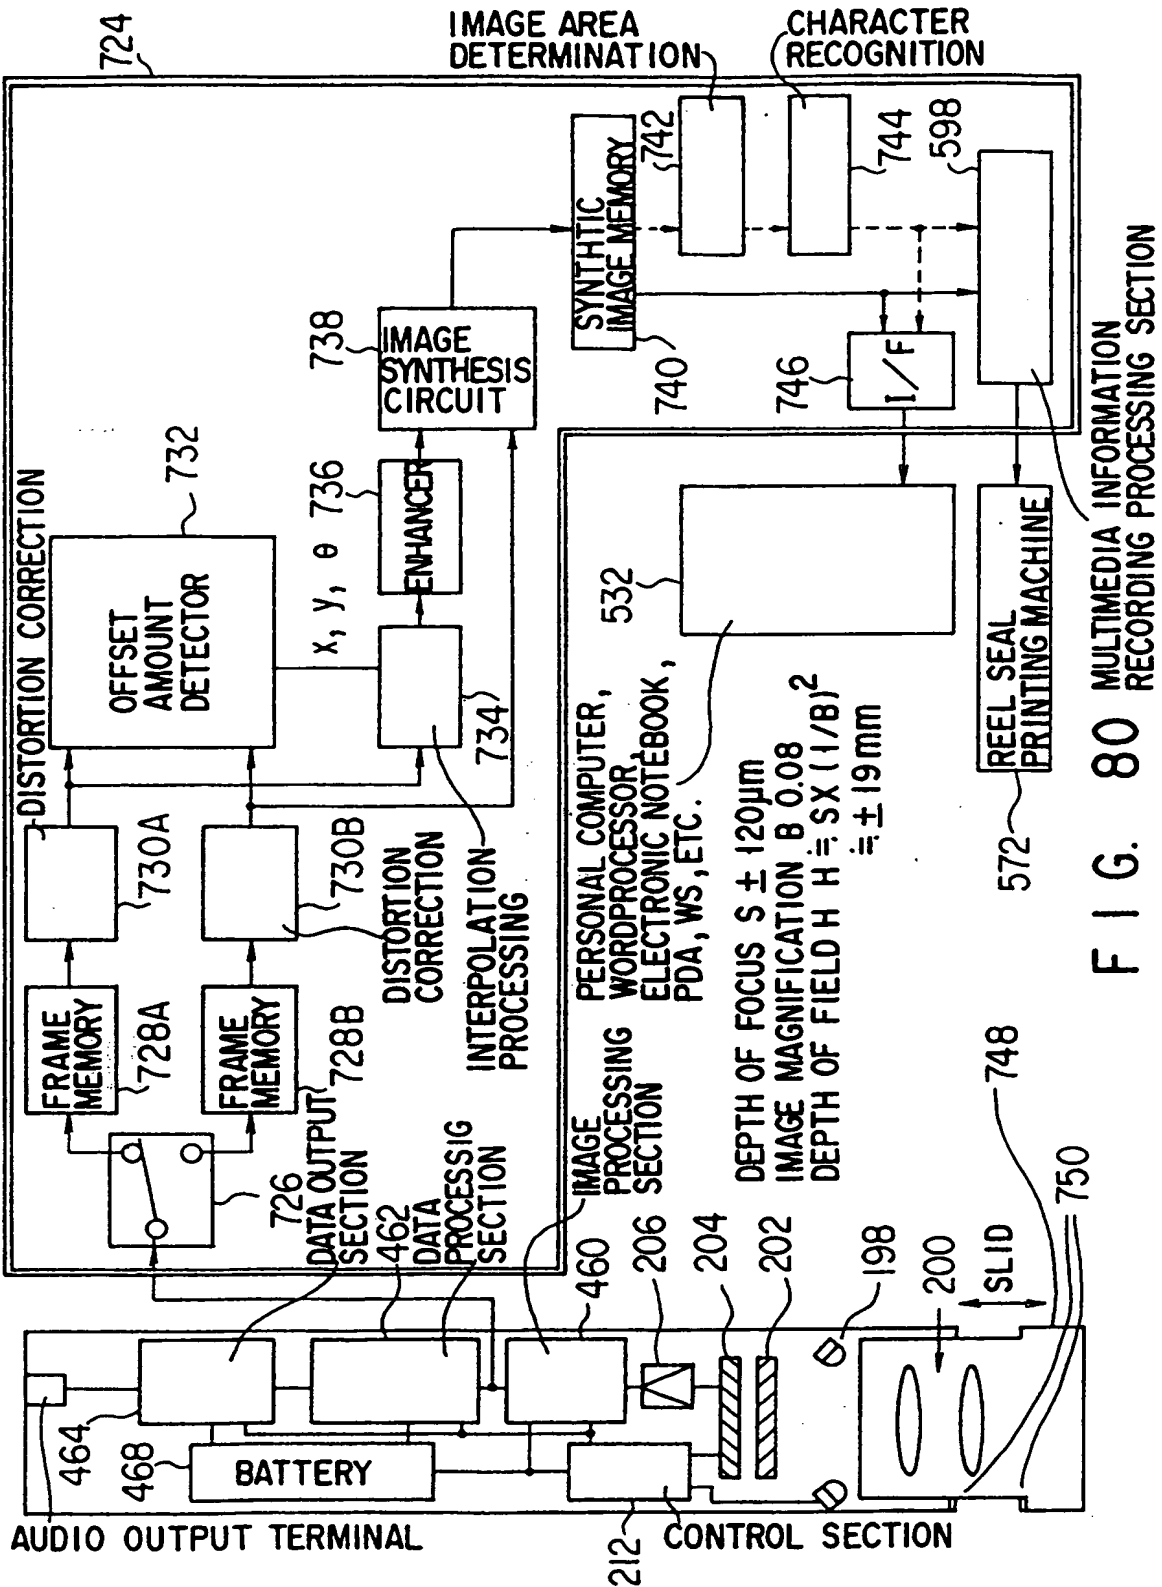 724
DISTORTION CORRECTION
732
OFFSET
AMOUNT
DETECTOR
730A
730B
DISTORTION
CORRECTION
FRAME
MEMORY
728A
FRAME
MEMORY
728B
726
X, y, θ
734
INTERPOLATION
PROCESSING
736
ENHANCER
738
IMAGE
SYNTHESIS
CIRCUIT
SYNTHTIC
IMAGE MEMORY
740
IMAGE AREA
DETERMINATION
742
CHARACTER
RECOGNITION
744
598
746
I/F
532
PERSONAL COMPUTER,
WORDPROCESSOR,
ELECTRONIC NOTEBOOK,
PDA, WS, ETC.
REEL SEAL
PRINTING MACHINE
572
MULTIMEDIA INFORMATION
RECORDING PROCESSING SECTION
DEPTH OF FOCUS S ± 120μm
IMAGE MAGNIFICATION B 0.08
DEPTH OF FIELD H H ≒ SX (1/B)²
≒ ± 19mm
DATA OUTPUT
SECTION
462
DATA
PROCESSIG
SECTION
IMAGE
PROCESSING
SECTION
460
206
204
202
198
200
SLID
748
750
464
468
BATTERY
AUDIO OUTPUT TERMINAL
212
CONTROL SECTION
FIG. 80